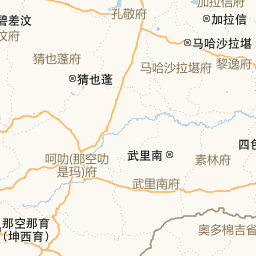 加拉信府
孔敬府
加拉信
碧差汶
汶府
马哈沙拉堪
黎逸府
猜也蓬府
马哈沙拉堪府
猜也蓬
四色
武里南
呵叻(那空叻
是玛)府
素林府
武里南府
那空那育
(坤西育)
奥多棉吉省